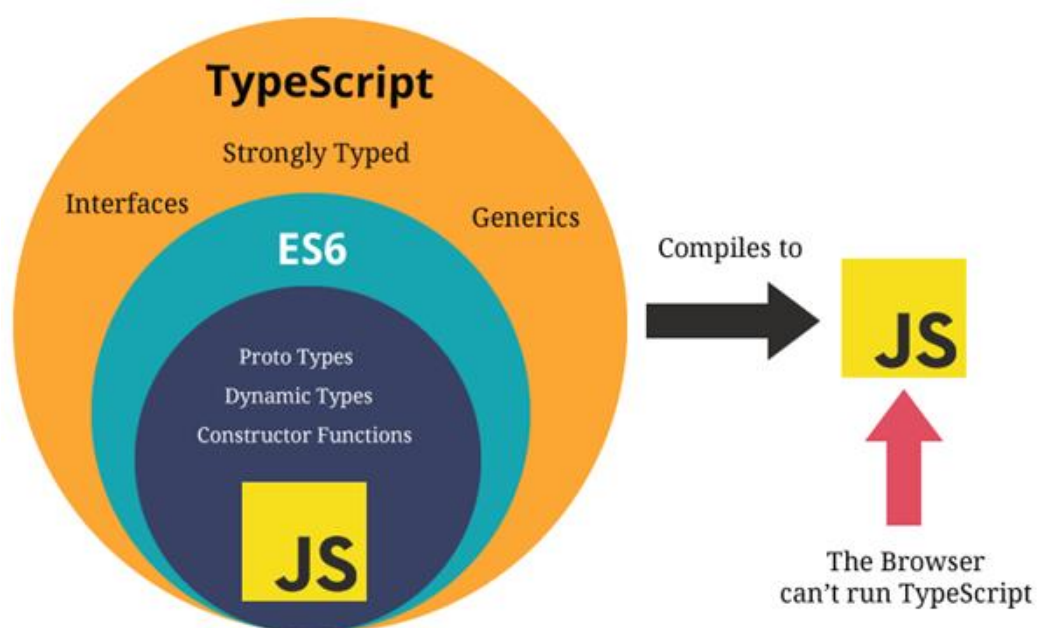 TypeScript
Strongly Typed
Interfaces
Generics
ES6
Proto Types
Dynamic Types
Constructor Functions
JS
Compiles to
JS
The Browser
can’t run TypeScript